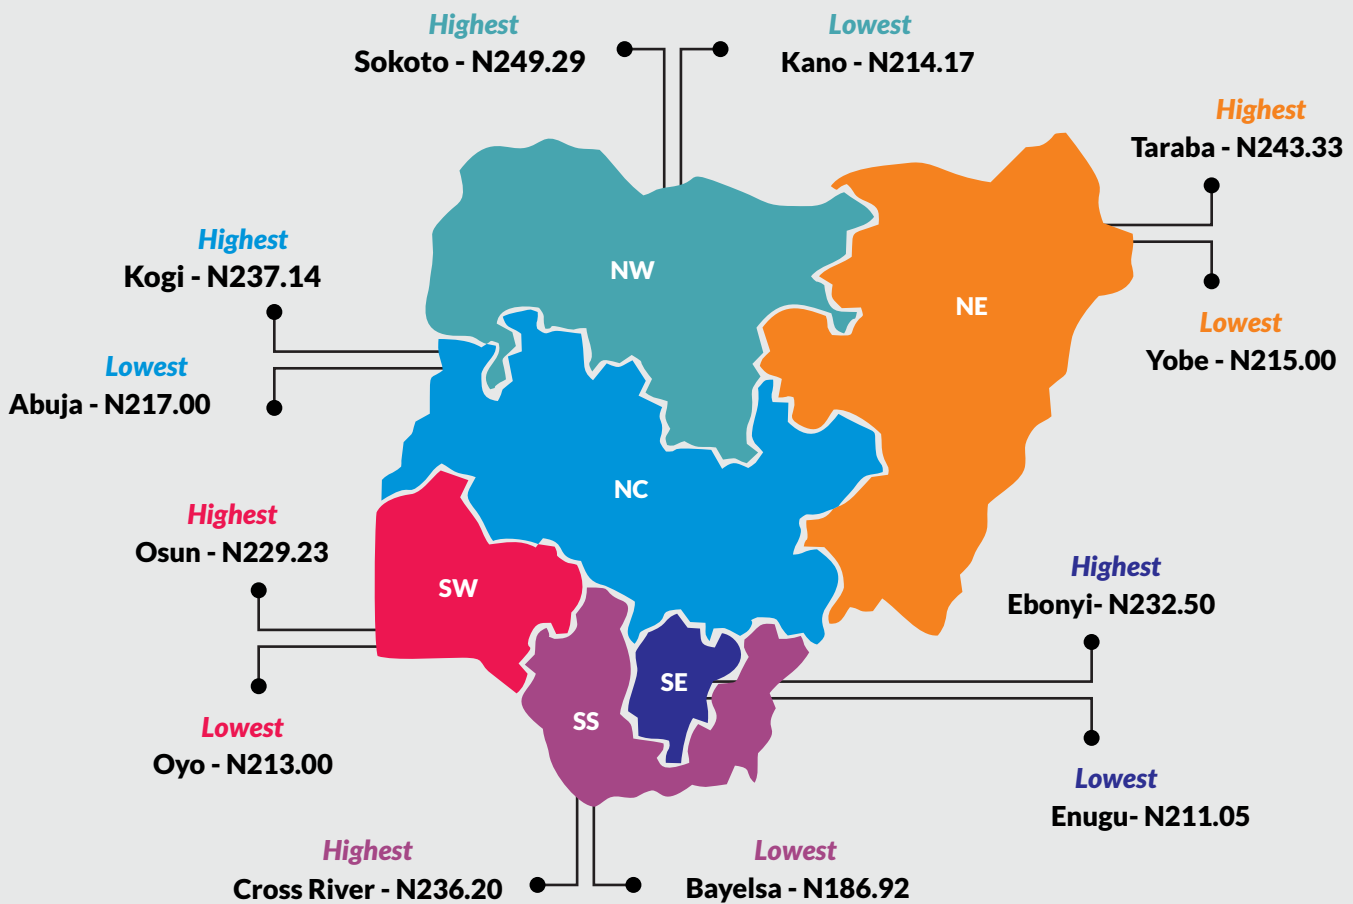 Highest
Sokoto - N249.29
Lowest
Kano - N214.17
Highest
Taraba - N243.33
Lowest
Yobe - N215.00
Highest
Kogi - N237.14
Lowest
Abuja - N217.00
NW
NE
NC
Highest
Osun - N229.23
Lowest
Oyo - N213.00
SW
SS
SE
Highest
Ebonyi- N232.50
Lowest
Enugu- N211.05
Highest
Cross River - N236.20
Lowest
Bayelsa - N186.92